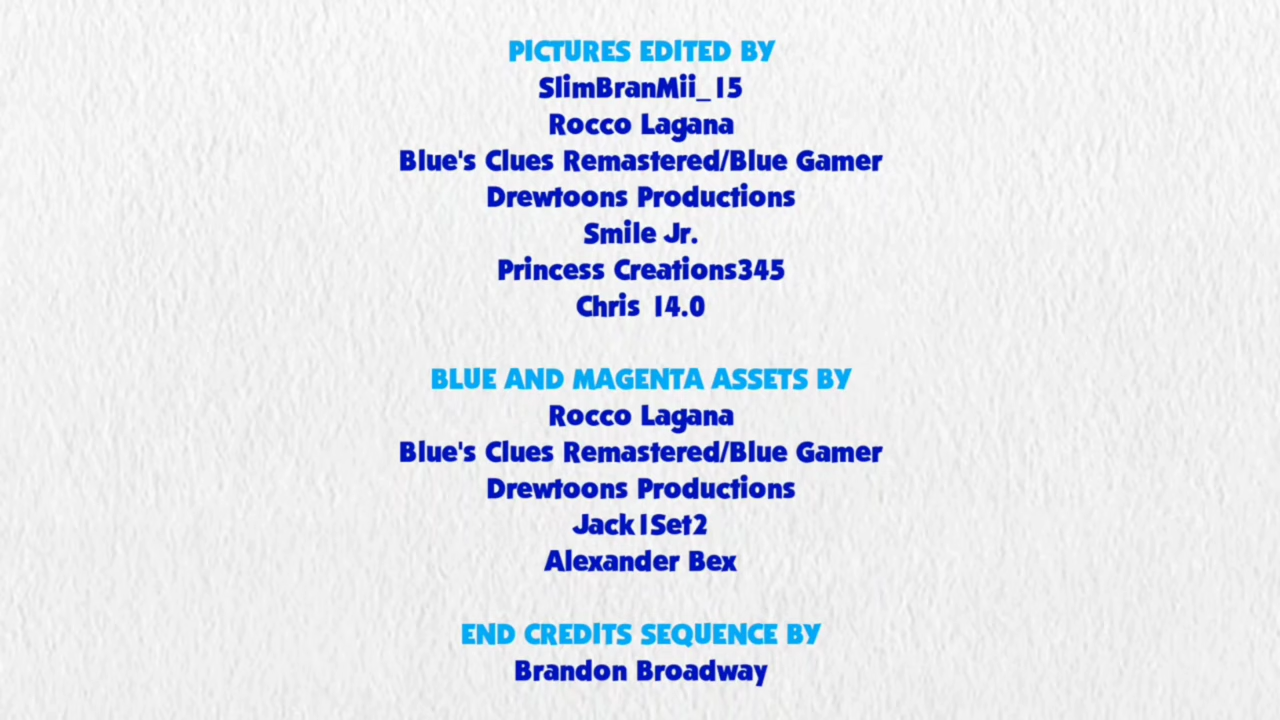 PICTURES EDITED BY
SlimBranMii_15
Rocco Lagana
Blue's Clues Remastered/Blue Gamer
Drewtoons Productions
Smile Jr.
Princess Creations345
Chris 14.0
BLUE AND MAGENTA ASSETS BY
Rocco Lagana
Blue's Clues Remastered/Blue Gamer
Drewtoons Productions
Jack1Set2
Alexander Bex
END CREDITS SEQUENCE BY
Brandon Broadway